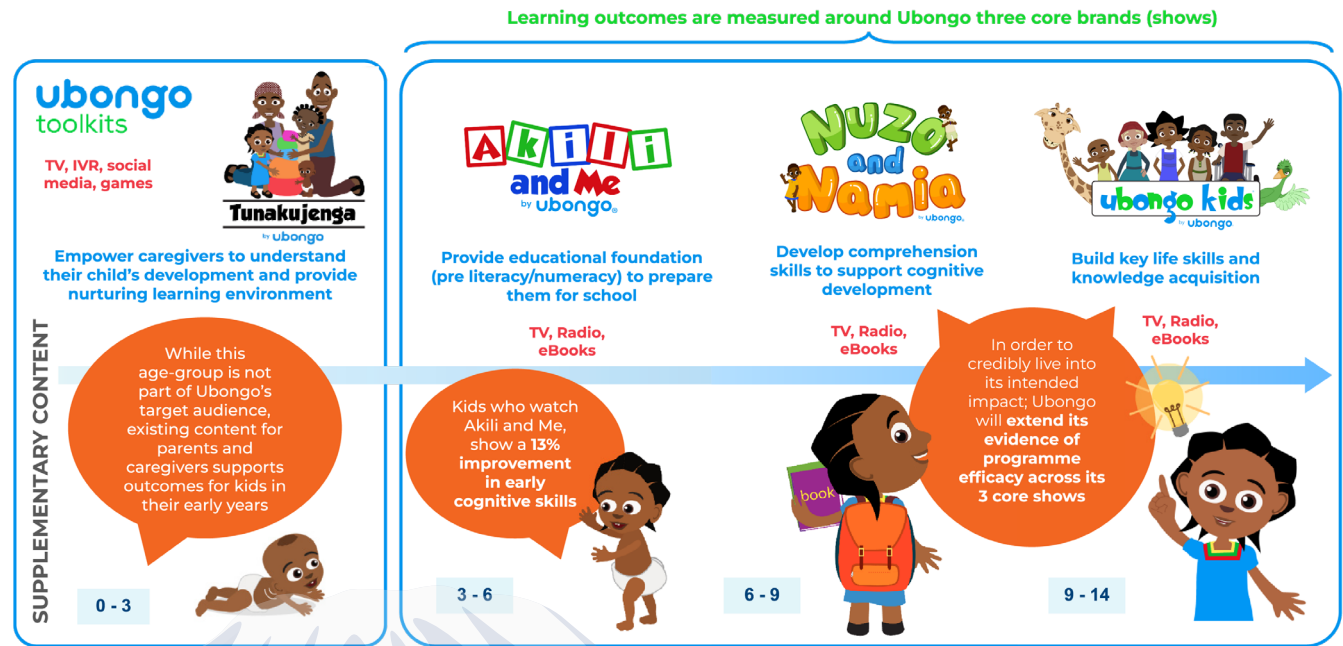 Learning outcomes are measured around Ubongo three core brands (shows)
ubongo
toolkits
TV, IVR, social
media, games
Tunakujenga
by ubongo
Empower caregivers to understand
their child's development and provide
nurturing learning environment
SUPPLEMENTARY CONTENT
While this
age-group is not
part of Ubongo's
target audience,
existing content for
parents and
caregivers supports
outcomes for kids in
their early years
0 - 3
Akili
and Me
by ubongo®
Provide educational foundation
(pre literacy/numeracy) to prepare
them for school
TV, Radio,
eBooks
Kids who watch
Akili and Me,
show a 13%
improvement
in early
cognitive skills
3 - 6
NUZO
and
Namia
by ubongo®
Develop comprehension
skills to support cognitive
development
TV, Radio,
eBooks
book
6 - 9
In order to
credibly live into
its intended
impact; Ubongo
will extend its
evidence of
programme
efficacy across its
3 core shows
ubongo kids
by ubongo
Build key life skills and
knowledge acquisition
TV, Radio,
eBooks
9 - 14